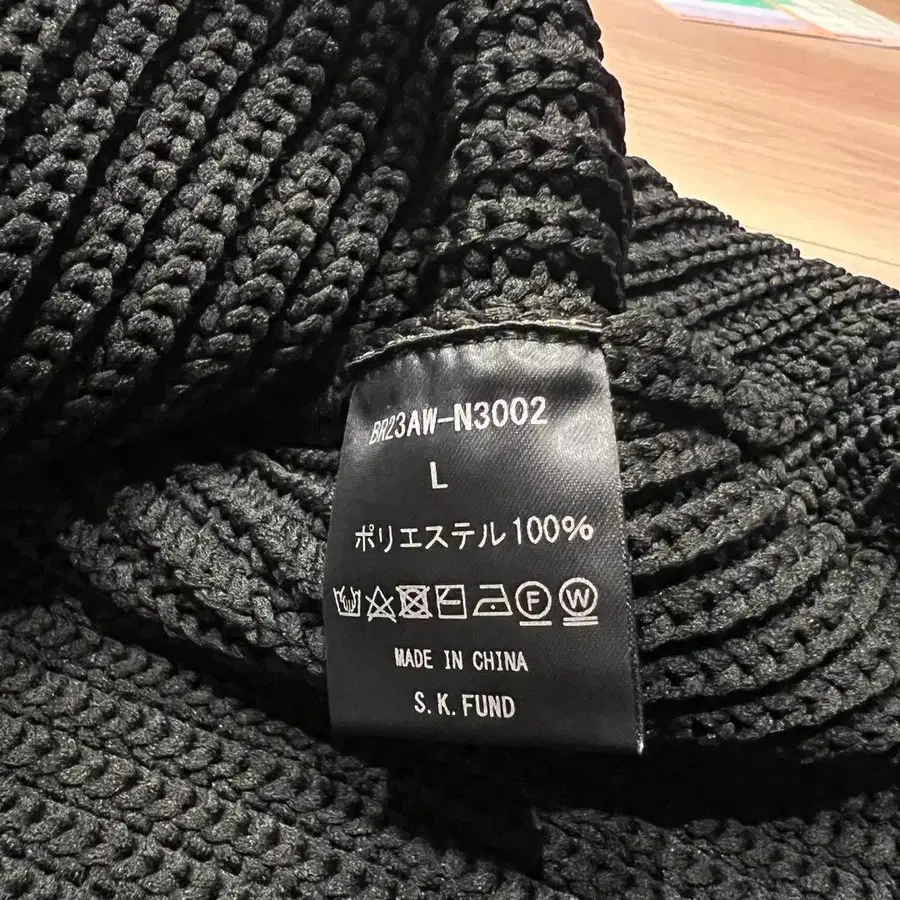 BR23AW-N3002
L
ポリエステル100%
F W
MADE IN CHINA
S.K.FUND